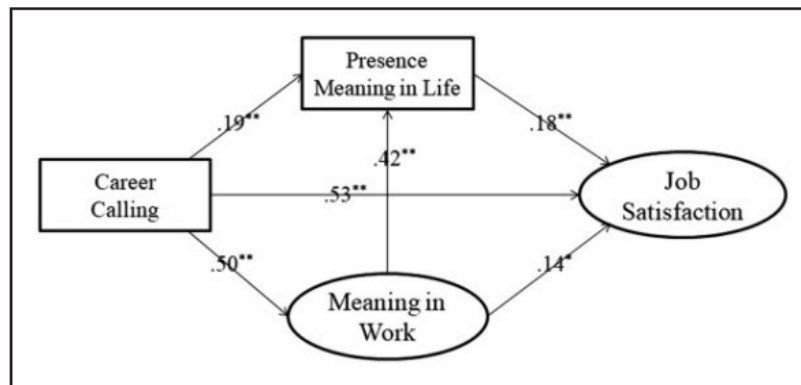 Presence
Meaning in Life
.19**
.18**
.42**
Career
Calling
.53**
Job
Satisfaction
.50**
.14*
Meaning in
Work